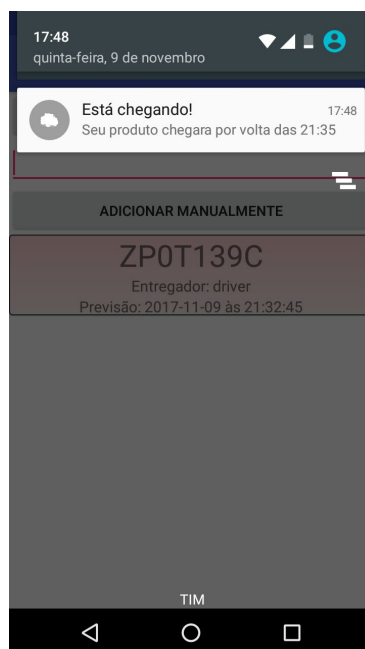 17:48
quinta-feira, 9 de novembro
Está chegando! 17:48
Seu produto chegara por volta das 21:35
ADICIONAR MANUALMENTE
ZP0T139C
Entregador: driver
Previsão: 2017-11-09 às 21:32:45
TIM